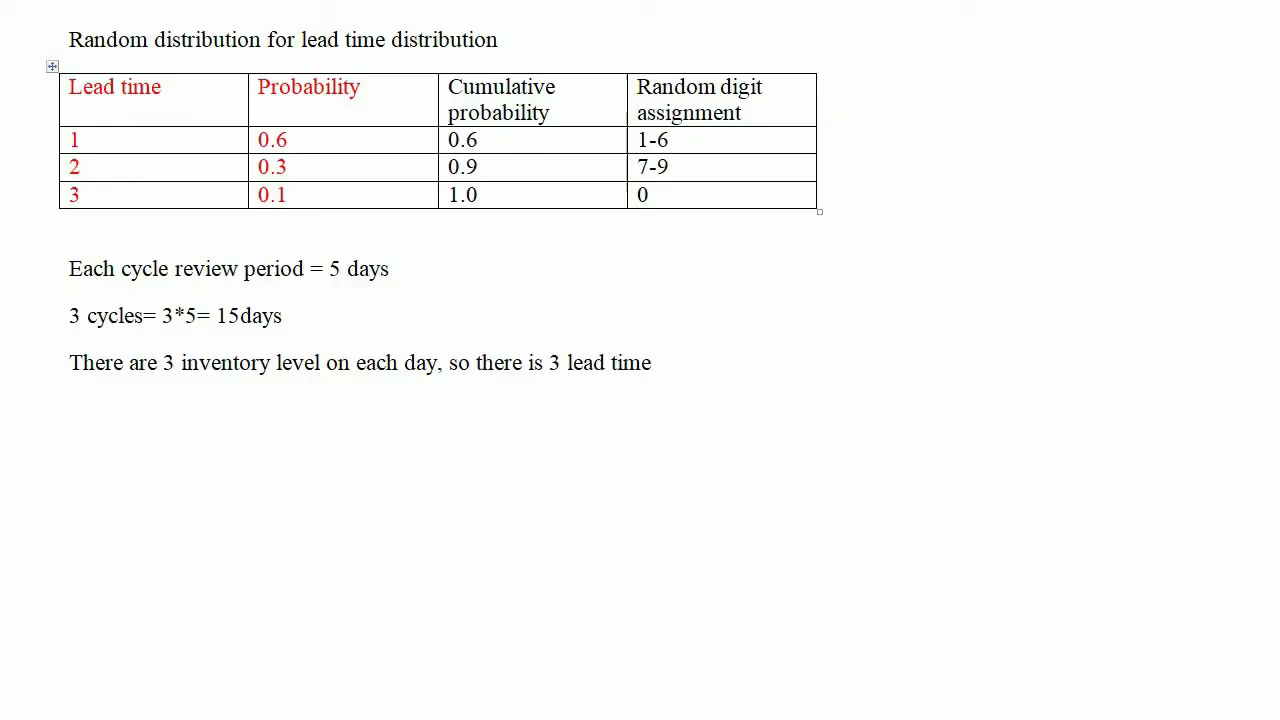 Random distribution for lead time distribution
Lead time Probability Cumulative probability Random digit assignment
1 0.6 0.6 1-6
2 0.3 0.9 7-9
3 0.1 1.0 0
Each cycle review period = 5 days
3 cycles= 3*5= 15days
There are 3 inventory level on each day, so there is 3 lead time